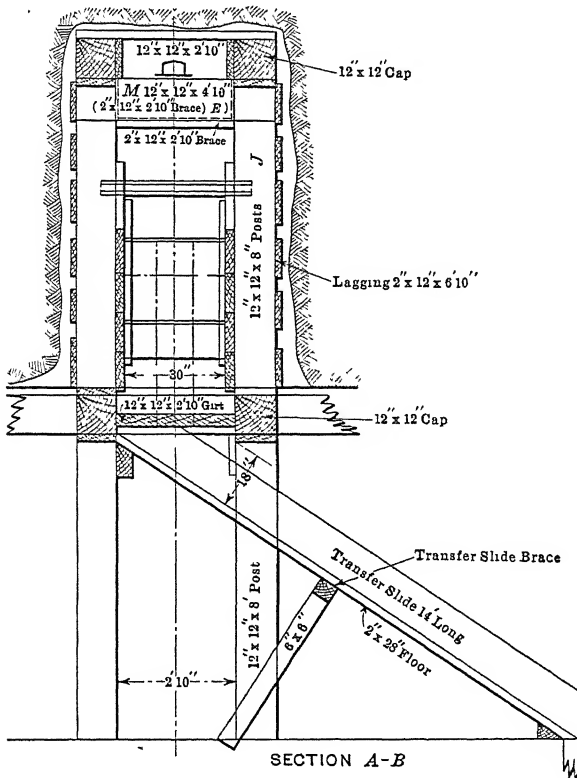 12"x 12"x 2'10"
12"x 12" Cap
M 12"x 12"x 4'10"
(2"x 12"x 2'10" Brace) E)
2"x 12"x 2'10" Brace
J
12"x 12"x 8" Posts
Lagging 2"x 12"x 6'10"
30"
12"x 12"x 2'10" Girt
12"x 12" Cap
18"
Transfer Slide Brace
Transfer Slide 14' Long
2"x 28" Floor
12"x 12"x 8' Post
6"x 8"
2'10"
SECTION A-B